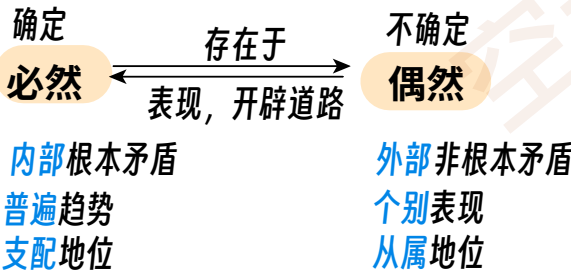 确定
不确定
存在于
必然
偶然
表现，开辟道路
内部根本矛盾
外部非根本矛盾
普遍趋势
个别表现
支配地位
从属地位
空